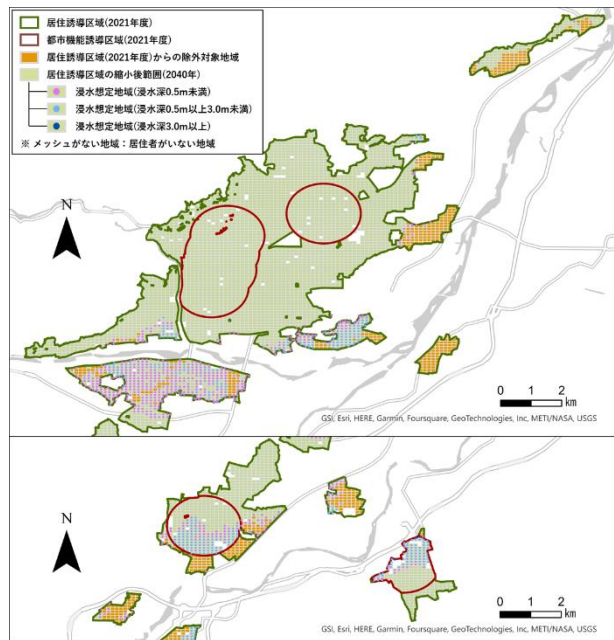 居住誘導区域(2021年度)
都市機能誘導区域(2021年度)
居住誘導区域(2021年度)からの除外対象地域
居住誘導区域の縮小後範囲(2040年)
浸水想定地域(浸水深0.5m未満)
浸水想定地域(浸水深0.5m以上3.0m未満)
浸水想定地域(浸水深3.0m以上)
※ メッシュがない地域：居住者がいない地域
N
0 1 2
km
GSI, Esri, HERE, Garmin, Foursquare, GeoTechnologies, Inc, METI/NASA, USGS
N
0 1 2
km
GSI, Esri, HERE, Garmin, Foursquare, GeoTechnologies, Inc, METI/NASA, USGS